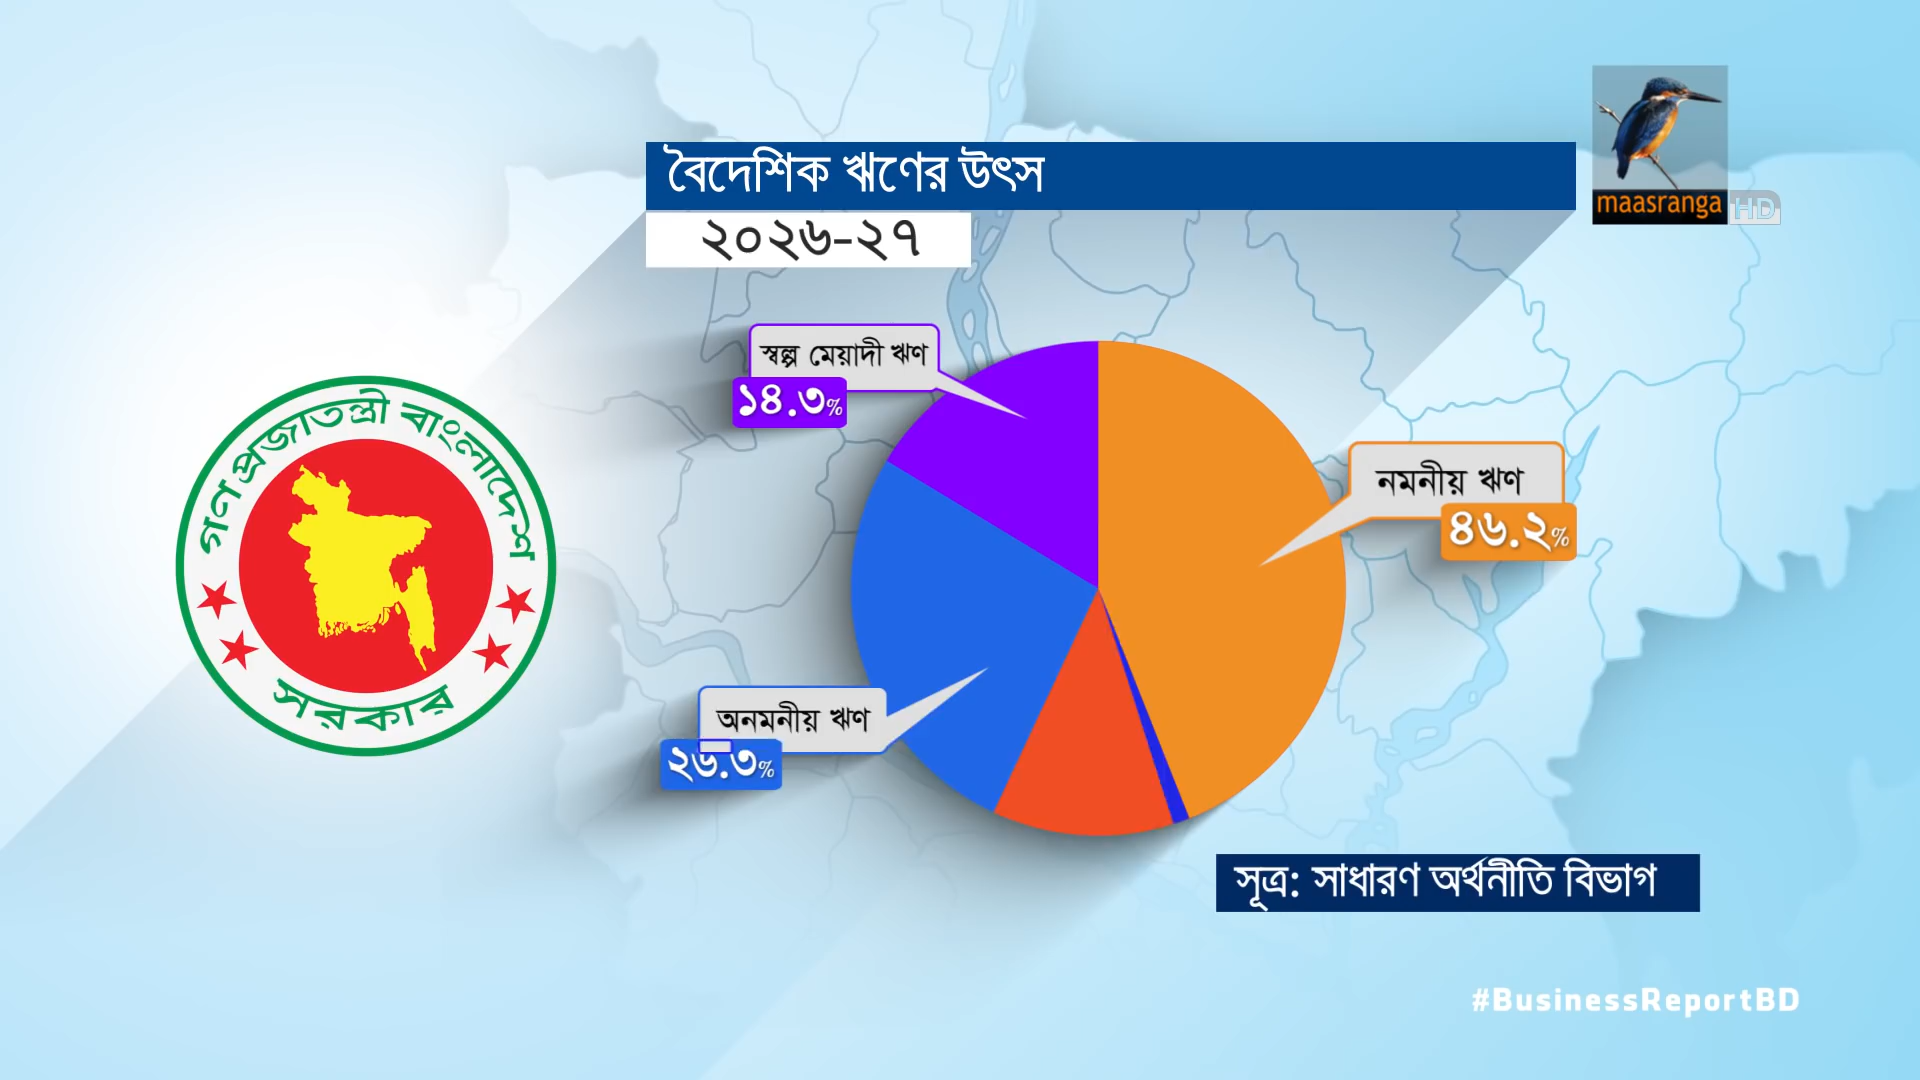 বৈদেশিক ঋণের উৎস
২০২৬-২৭
maasranga HD
স্বল্প মেয়াদী ঋণ
১৪.৩%
নমনীয় ঋণ
৪৬.২%
গণপ্রজাতন্ত্রী বাংলাদেশ
সরকার
অনমনীয় ঋণ
২৬.৩%
সূত্র: সাধারণ অর্থনীতি বিভাগ
#BusinessReportBD